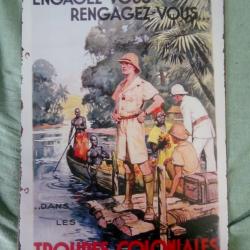 ENGAGEZ-VOUS
RENGAGEZ-VOUS...
..DANS
LES
TROUPES COLONIALES